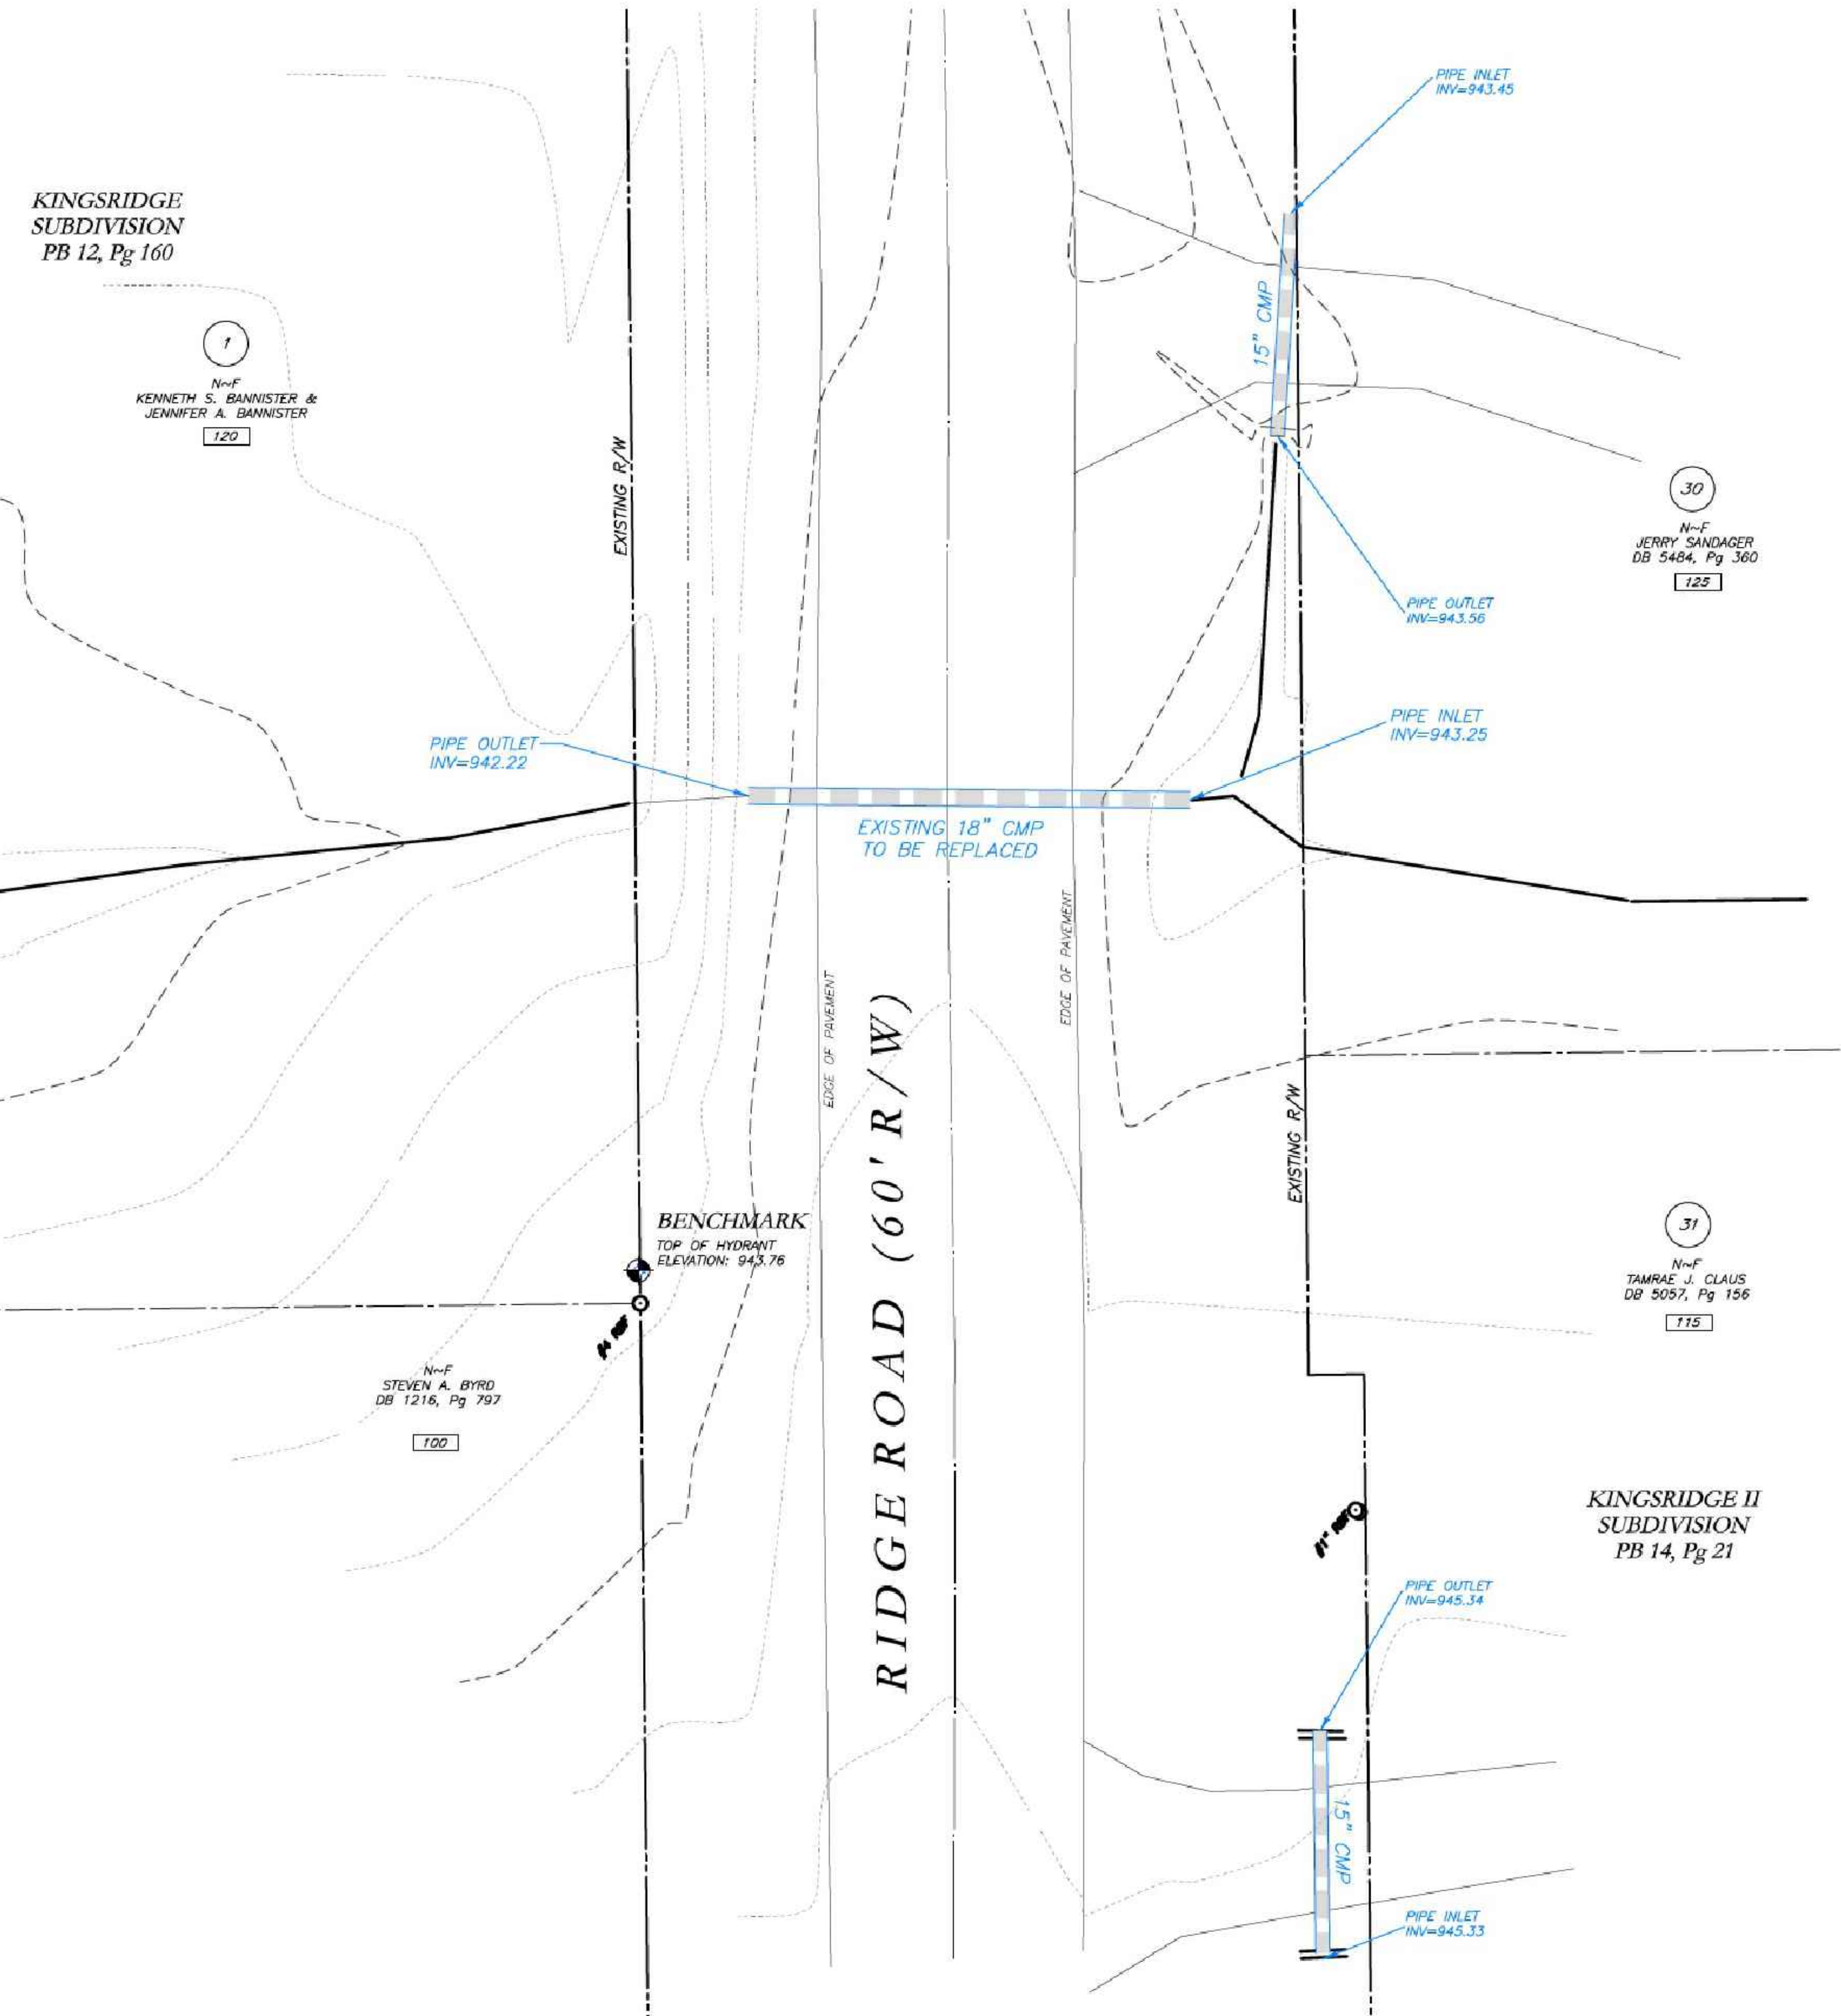 PIPE INLET
INV=943.45
KINGSRIDGE
SUBDIVISION
PB 12, Pg 160
1
N~F
KENNETH S. BANNISTER &
JENNIFER A. BANNISTER
120
EXISTING R/W
15" CMP
30
N~F
JERRY SANDAGER
DB 5484, Pg 360
125
PIPE OUTLET
INV=943.56
PIPE INLET
INV=943.25
PIPE OUTLET
INV=942.22
EXISTING 18" CMP
TO BE REPLACED
EDGE OF PAVEMENT
EDGE OF PAVEMENT
RIDGE ROAD (60' R/W)
EXISTING R/W
BENCHMARK
TOP OF HYDRANT
ELEVATION: 943.76
31
N~F
TAMRAE J. CLAUS
DB 5057, Pg 156
115
N~F
STEVEN A. BYRD
DB 1216, Pg 797
100
KINGSRIDGE II
SUBDIVISION
PB 14, Pg 21
PIPE OUTLET
INV=945.34
15" CMP
PIPE INLET
INV=945.33